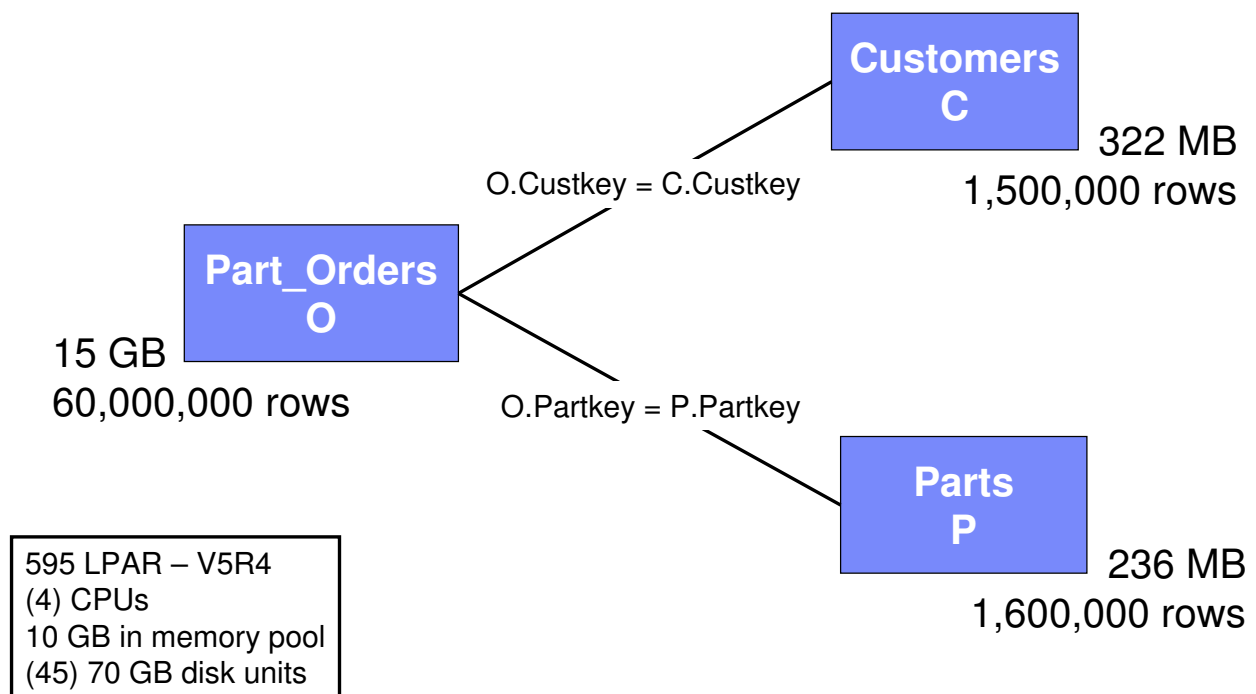 Customers
C
322 MB
1,500,000 rows
O.Custkey = C.Custkey
Part_Orders
O
15 GB
60,000,000 rows
O.Partkey = P.Partkey
Parts
P
236 MB
1,600,000 rows
595 LPAR – V5R4
(4) CPUs
10 GB in memory pool
(45) 70 GB disk units